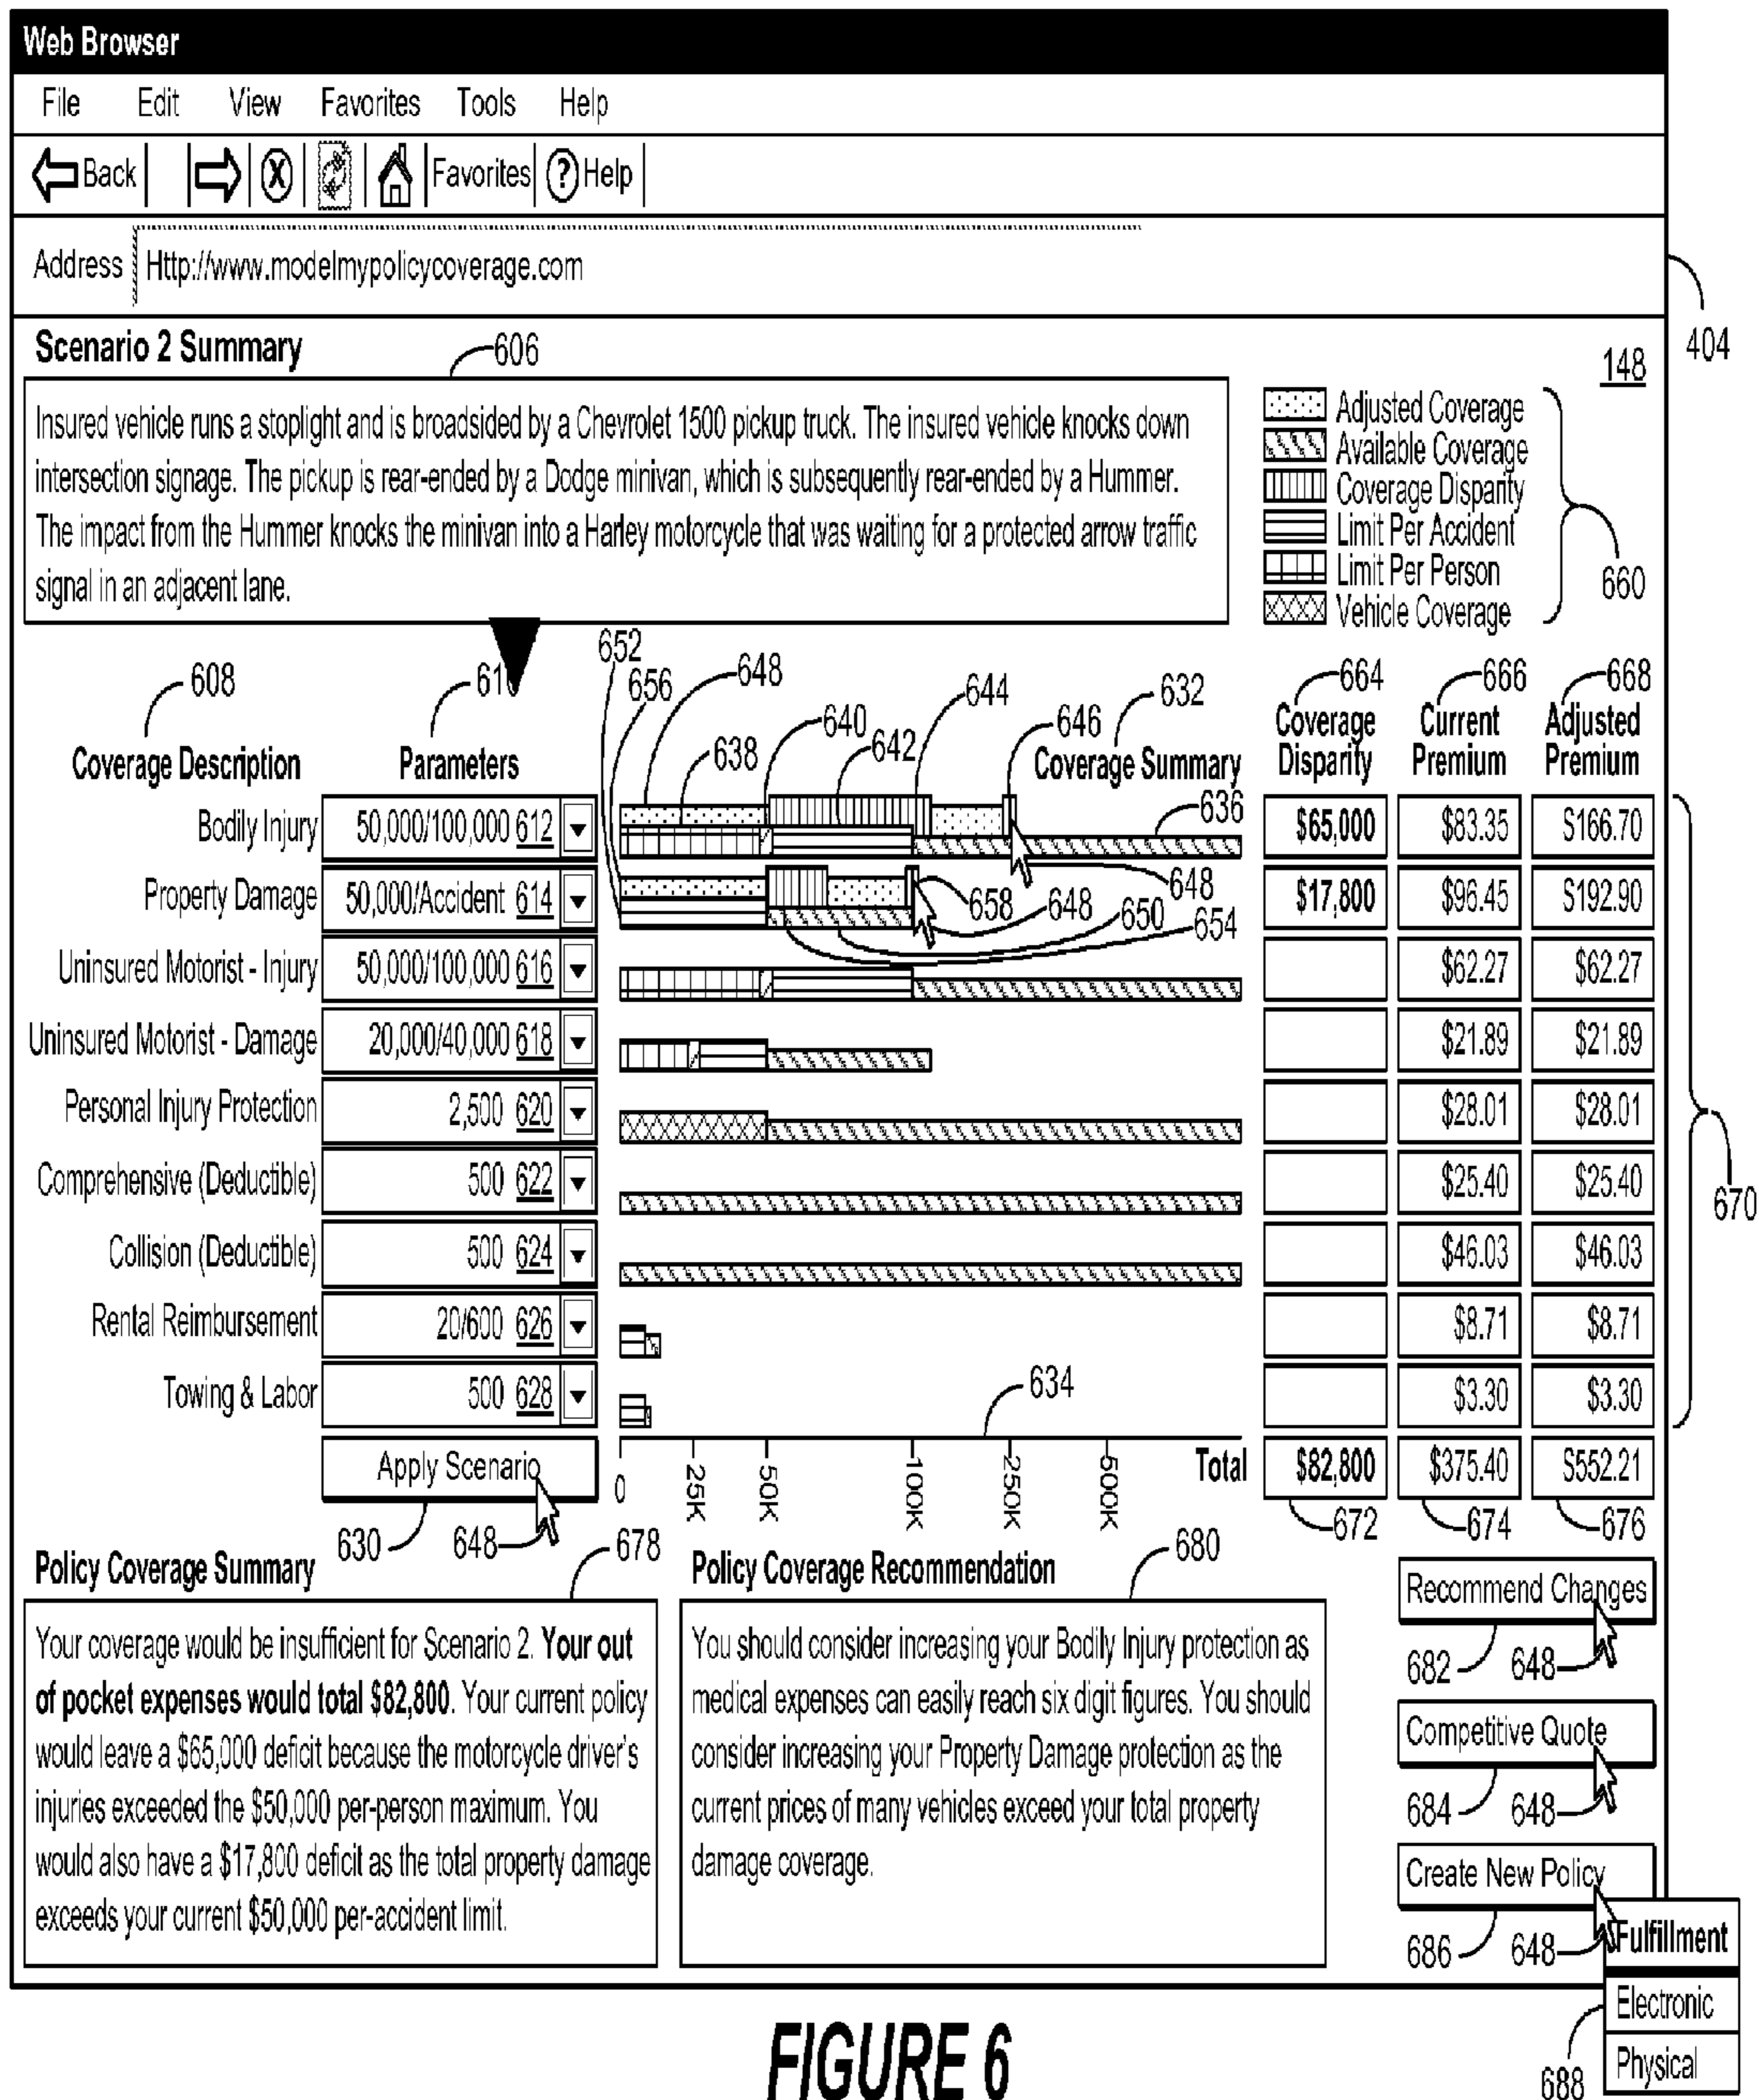 Web Browser
File Edit View Favorites Tools Help
Back Favorites ? Help
Address Http://www.modelmypolicycoverage.com
404
Scenario 2 Summary
606
148
Insured vehicle runs a stoplight and is broadsided by a Chevrolet 1500 pickup truck. The insured vehicle knocks down
intersection signage. The pickup is rear-ended by a Dodge minivan, which is subsequently rear-ended by a Hummer.
The impact from the Hummer knocks the minivan into a Harley motorcycle that was waiting for a protected arrow traffic
signal in an adjacent lane.
Adjusted Coverage
Available Coverage
Coverage Disparity
Limit Per Accident
Limit Per Person
Vehicle Coverage
660
608 652 656 648 640 638 642 644 632 646 664 666 668
Coverage Description Parameters Coverage Summary Coverage Disparity Current Premium Adjusted Premium
Bodily Injury 50,000/100,000 612 636 $65,000 $83.35 S166.70
Property Damage 50,000/Accident 614 658 648 650 648 654 $17,800 $96.45 S192.90
Uninsured Motorist - Injury 50,000/100,000 616 $62.27 $62.27
Uninsured Motorist - Damage 20,000/40,000 618 $21.89 $21.89
Personal Injury Protection 2,500 620 $28.01 $28.01
Comprehensive (Deductible) 500 622 $25.40 $25.40
Collision (Deductible) 500 624 $46.03 $46.03
Rental Reimbursement 20/600 626 $8.71 $8.71
Towing & Labor 500 628 $3.30 $3.30
670
634
Apply Scenario 0 25K 50K 100K 250K 500K Total $82,800 $375.40 S552.21
630 648 672 674 676
Policy Coverage Summary
678
Your coverage would be insufficient for Scenario 2. Your out
of pocket expenses would total $82,800. Your current policy
would leave a $65,000 deficit because the motorcycle driver's
injuries exceeded the $50,000 per-person maximum. You
would also have a $17,800 deficit as the total property damage
exceeds your current $50,000 per-accident limit.
Policy Coverage Recommendation
680
You should consider increasing your Bodily Injury protection as
medical expenses can easily reach six digit figures. You should
consider increasing your Property Damage protection as the
current prices of many vehicles exceed your total property
damage coverage.
Recommend Changes
682 648
Competitive Quote
684 648
Create New Policy
686 648
Fulfillment
Electronic
Physical
688
FIGURE 6